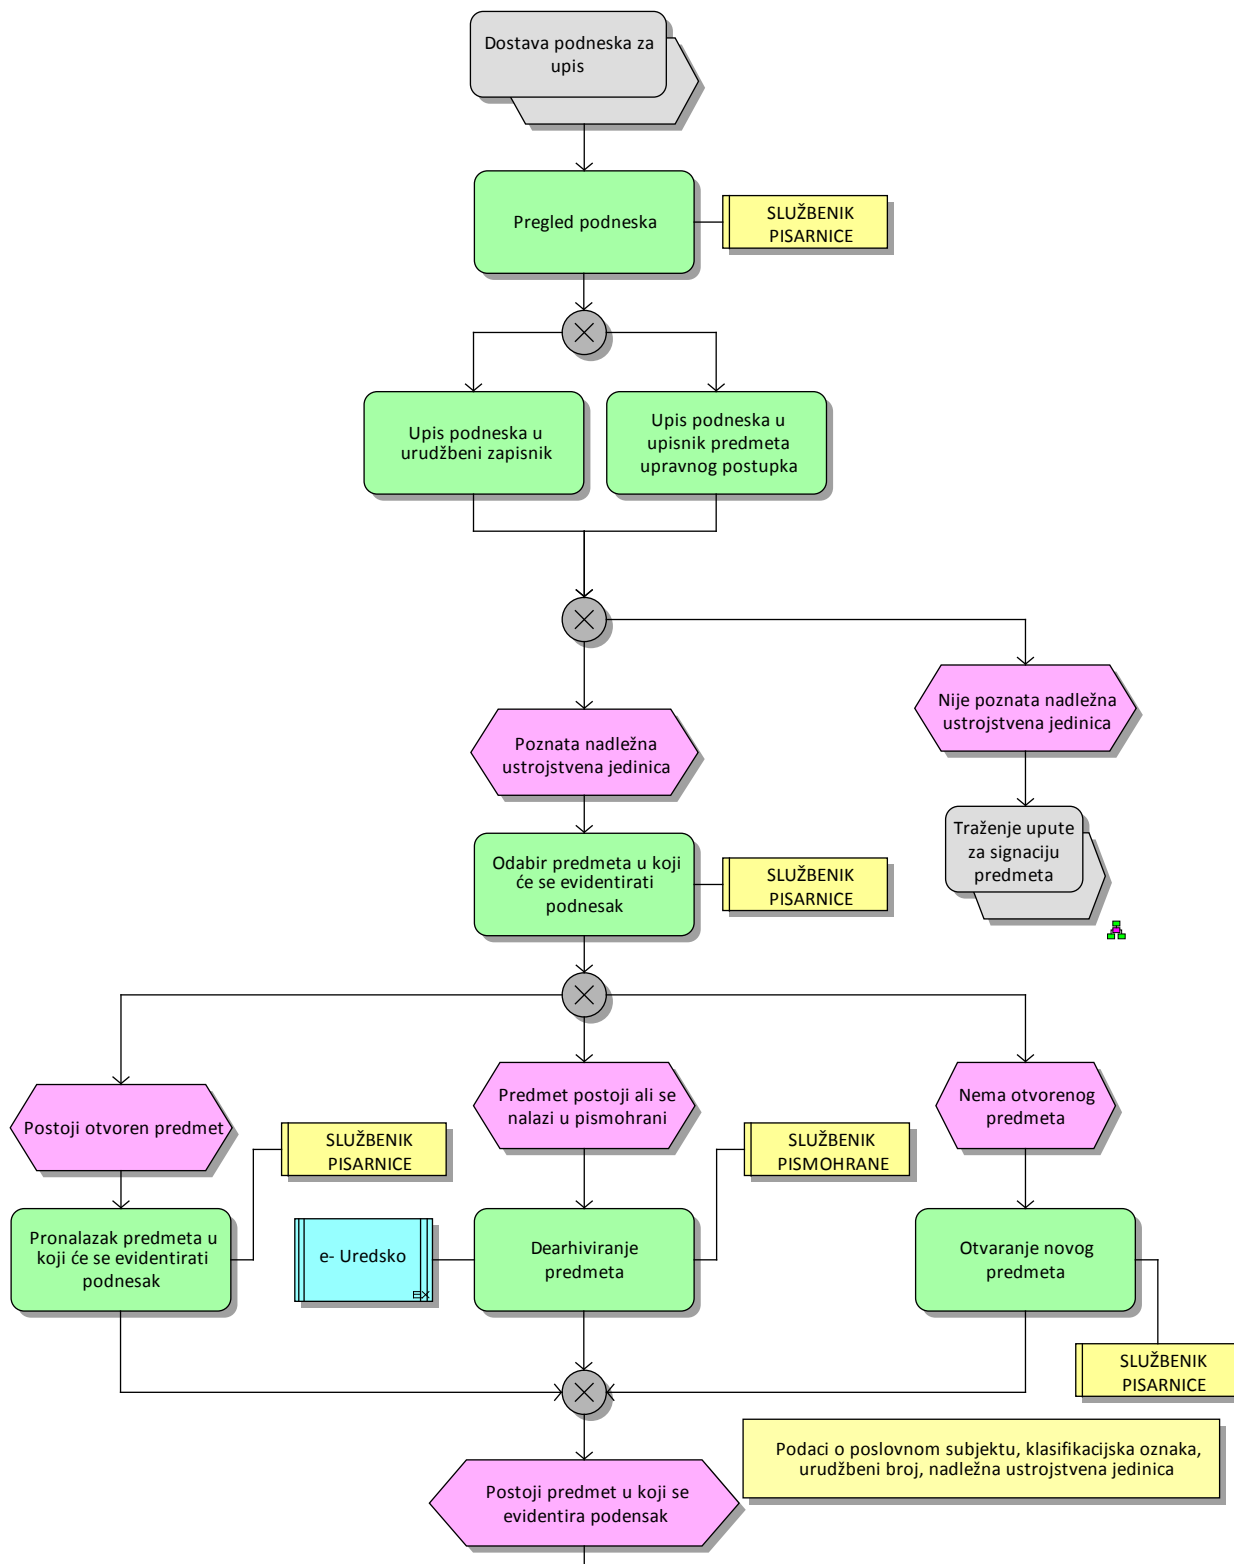 Dostava podneska za
upis
Pregled podneska
SLUŽBENIK
PISARNICE
Upis podneska u
urudžbeni zapisnik
Upis podneska u
upisnik predmeta
upravnog postupka
Nije poznata nadležna
ustrojstvena jedinica
Poznata nadležna
ustrojstvena jedinica
Traženje upute
za signaciju
predmeta
Odabir predmeta u koji
će se evidentirati
podnesak
SLUŽBENIK
PISARNICE
Postoji otvoren predmet
Predmet postoji ali se
nalazi u pismohrani
Nema otvorenog
predmeta
SLUŽBENIK
PISARNICE
SLUŽBENIK
PISMOHRANE
Pronalazak predmeta u
koji će se evidentirati
podnesak
e- Uredsko
EX
Dearhiviranje
predmeta
Otvaranje novog
predmeta
SLUŽBENIK
PISARNICE
Podaci o poslovnom subjektu, klasifikacijska oznaka,
urudžbeni broj, nadležna ustrojstvena jedinica
Postoji predmet u koji se
evidentira podensak